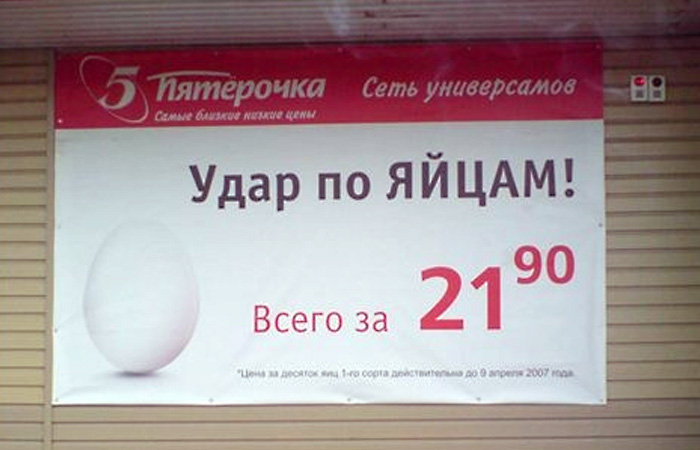 5 Пятёрочка Сеть универсамов
Самые близкие низкие цены
Удар по ЯЙЦАМ!
Всего за 21 90
*Цена за десяток яиц 1-го сорта действительна до 9 апреля 2007 года.